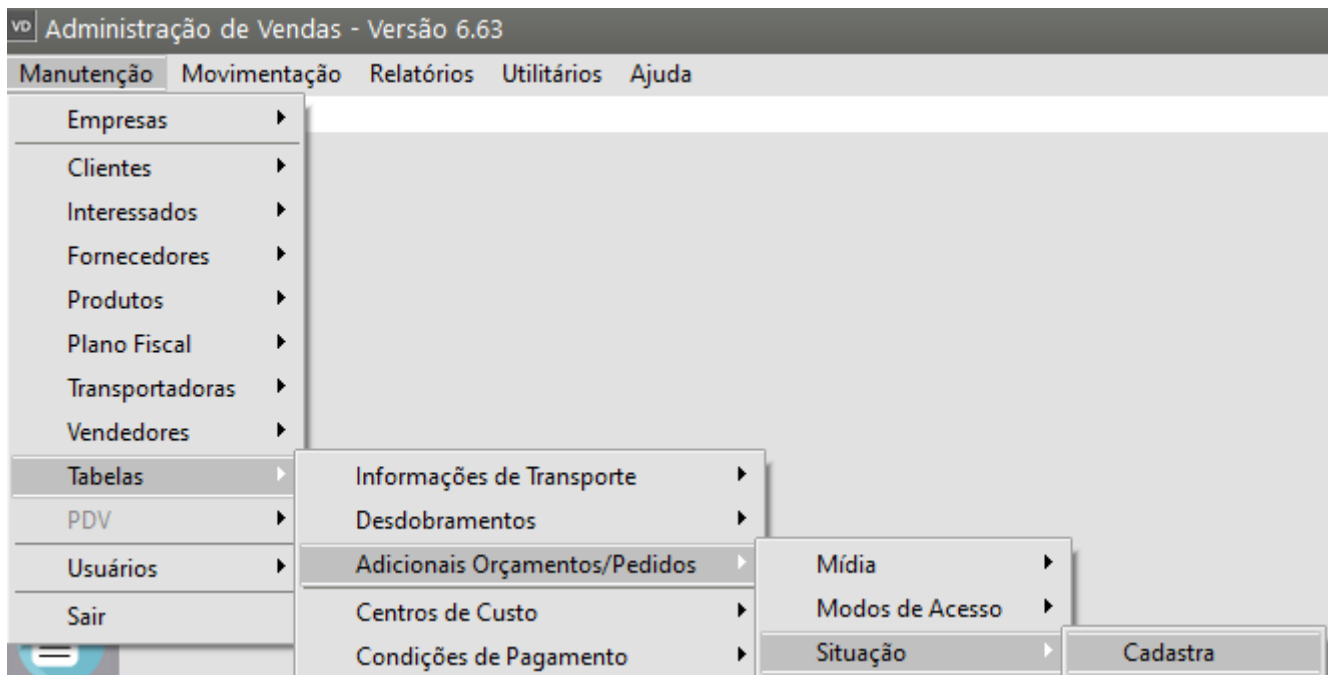 VD Administração de Vendas - Versão 6.63
Manutenção Movimentação Relatórios Utilitários Ajuda
Empresas
Clientes
Interessados
Fornecedores
Produtos
Plano Fiscal
Transportadoras
Vendedores
Tabelas
PDV
Usuários
Sair
Informações de Transporte
Desdobramentos
Adicionais Orçamentos/Pedidos
Centros de Custo
Condições de Pagamento
Mídia
Modos de Acesso
Situação
Cadastra